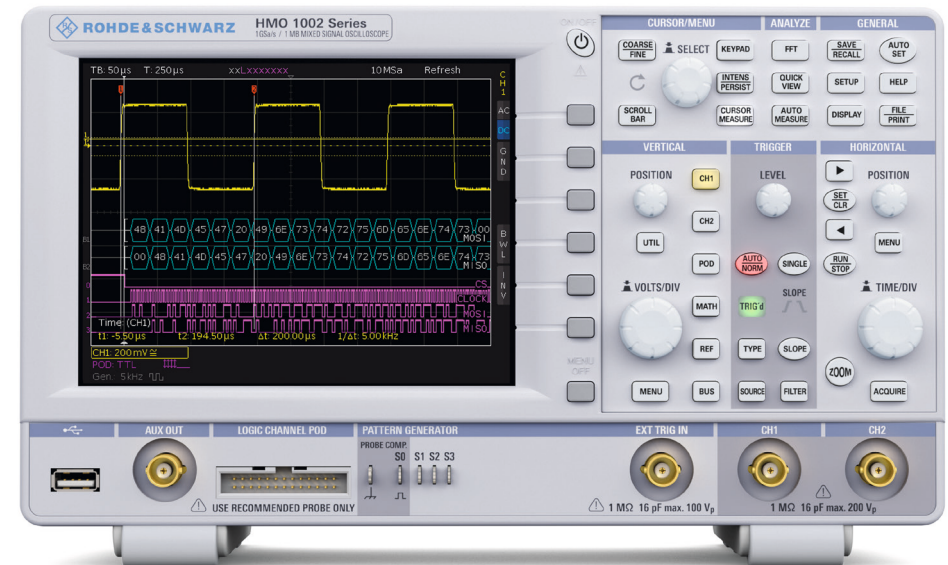 ROHDE&SCHWARZ
HMO 1002 Series
1GSa/s / 1 MB MIXED SIGNAL OSCILLOSCOPE
ON/OFF
TB: 50µs T: 250µs xxLxxxxxxx 10MSa Refresh
CH1
AC
DC
GND
BWL
INV
48 41 4D 45 47 20 49 6E 73 74 72 75 6D 65 6E 74 73 00
MOSI
00 48 41 4D 45 47 20 49 6E 73 74 72 75 6D 65 6E 74 73
MISO
CS
CLOCK
MOSI
MISO
Time: (CH1)
t1: -5.50µs t2: 194.50µs Δt: 200.00µs 1/Δt: 5.00kHz
CH1: 200mV
POD: TTL
Gen. 5kHz
MENU
OFF
CURSOR/MENU
COARSE
FINE
SELECT
KEYPAD
INTENS
PERSIST
SCROLL
BAR
CURSOR
MEASURE
ANALYZE
FFT
QUICK
VIEW
AUTO
MEASURE
GENERAL
SAVE
RECALL
AUTO
SET
SETUP
HELP
DISPLAY
FILE
PRINT
VERTICAL
POSITION
CH1
CH2
UTIL
POD
VOLTS/DIV
MATH
REF
MENU
BUS
TRIGGER
LEVEL
AUTO
NORM
SINGLE
TRIG'd
SLOPE
TYPE
SLOPE
SOURCE
FILTER
HORIZONTAL
POSITION
SET
CLR
MENU
RUN
STOP
TIME/DIV
ZOOM
ACQUIRE
AUX OUT
LOGIC CHANNEL POD
USE RECOMMENDED PROBE ONLY
PATTERN GENERATOR
PROBE COMP.
S0 S1 S2 S3
EXT TRIG IN
1 MΩ 16 pF max. 100 Vp
CH1
CH2
1 MΩ 16 pF max. 200 Vp